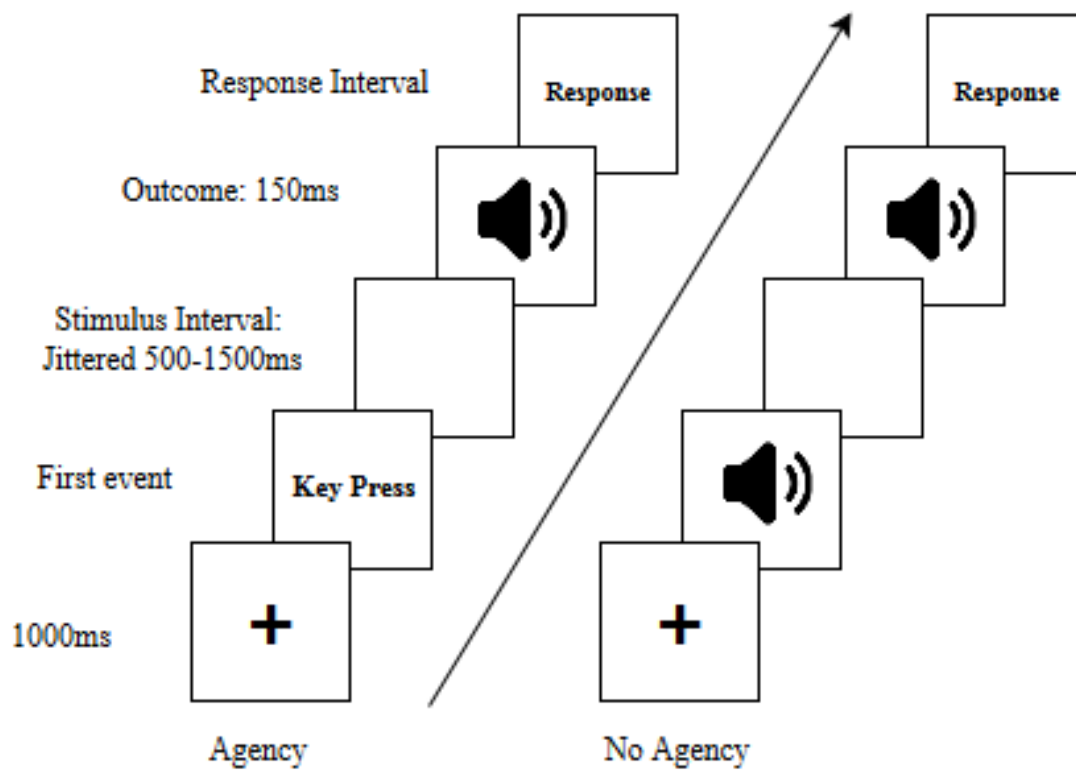 Response Interval
Response
Response
Outcome: 150ms
Stimulus Interval:
Jittered 500-1500ms
First event
Key Press
1000ms
Agency
No Agency